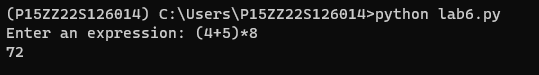 (P15ZZ22S126014) C:\Users\P15ZZ22S126014>python lab6.py
Enter an expression: (4+5)*8
72